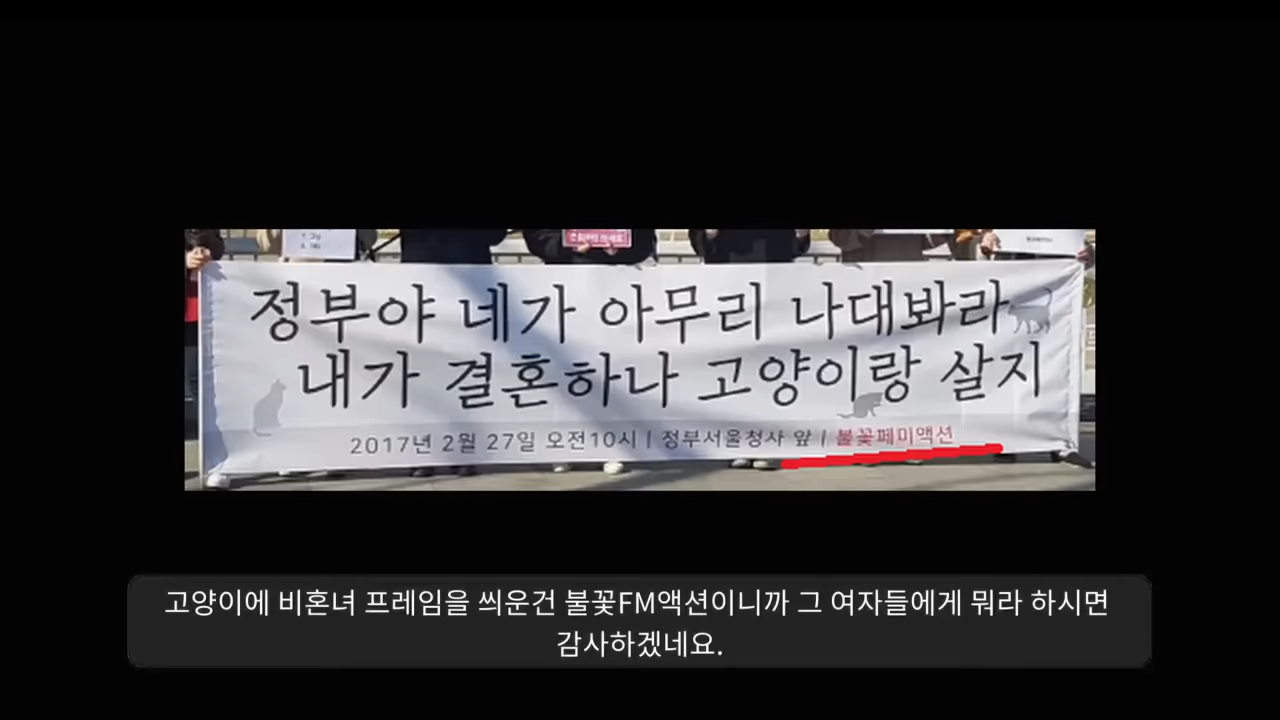 정부야 네가 아무리 나대봐라
내가 결혼하나 고양이랑 살지
2017년 2월 27일 오전10시 | 정부서울청사 앞 | 불꽃페미액션
고양이에 비혼녀 프레임을 씌운건 불꽃FM액션이니까 그 여자들에게 뭐라 하시면
감사하겠네요.